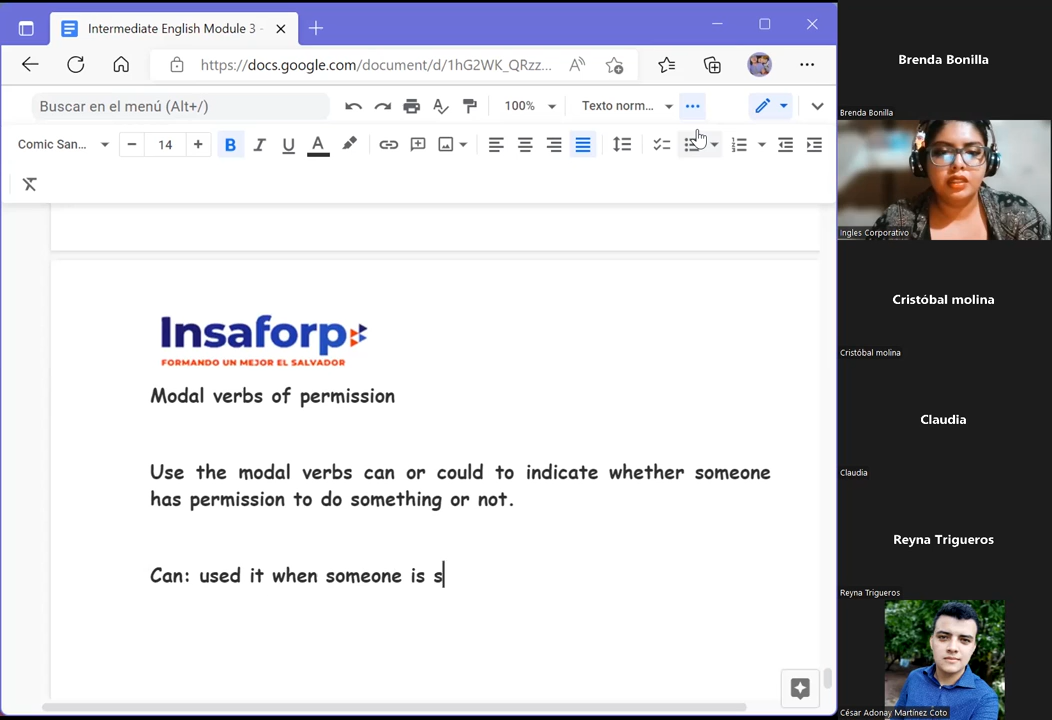 Intermediate English Module 3 -
https://docs.google.com/document/d/1hG2WK_QRzz...
Buscar en el menú (Alt+/)
100%
Texto norm...
Comic San...
14
B I U A
Insaforp
FORMANDO UN MEJOR EL SALVADOR
Modal verbs of permission
Use the modal verbs can or could to indicate whether someone
has permission to do something or not.
Can: used it when someone is s
Brenda Bonilla
Brenda Bonilla
Ingles Corporativo
Cristóbal molina
Cristóbal molina
Claudia
Claudia
Reyna Trigueros
Reyna Trigueros
César Adonay Martínez Coto